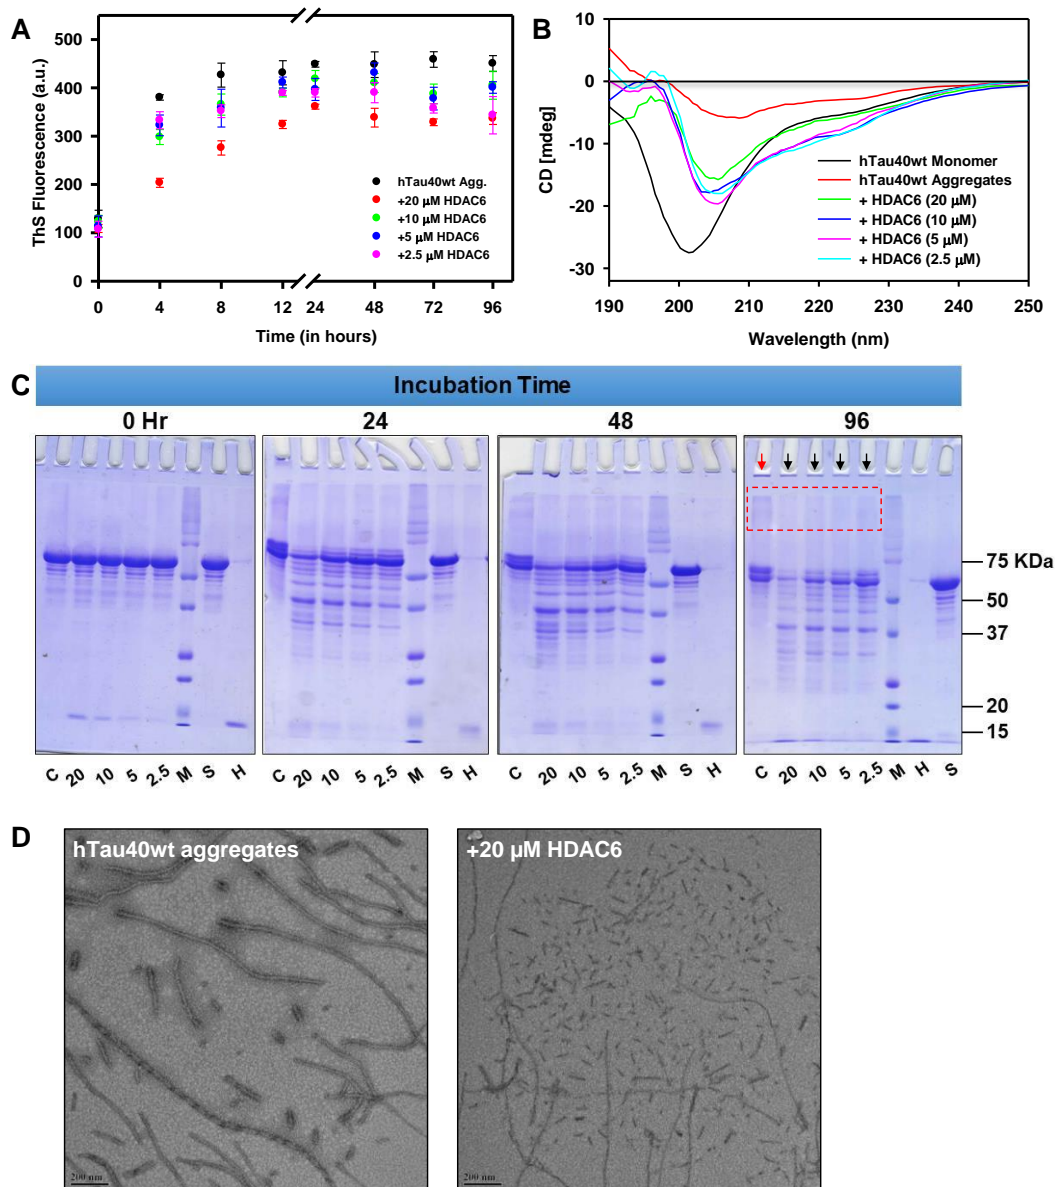 A
ThS Fluorescence (a.u.)
500
400
300
200
100
0
hTau40wt Agg.
+20 µM HDAC6
+10 µM HDAC6
+5 µM HDAC6
+2.5 µM HDAC6
0 4 8 12 24 48 72 96
Time (in hours)
B
CD [mdeg]
10
0
-10
-20
-30
hTau40wt Monomer
hTau40wt Aggregates
+ HDAC6 (20 µM)
+ HDAC6 (10 µM)
+ HDAC6 (5 µM)
+ HDAC6 (2.5 µM)
190 200 210 220 230 240 250
Wavelength (nm)
C
Incubation Time
0 Hr 24 48 96
75 KDa
50
37
20
15
C 20 10 5 2.5 M S H
C 20 10 5 2.5 M S H
C 20 10 5 2.5 M S H
C 20 10 5 2.5 M H S
D
hTau40wt aggregates
+20 µM HDAC6
200 nm
200 nm